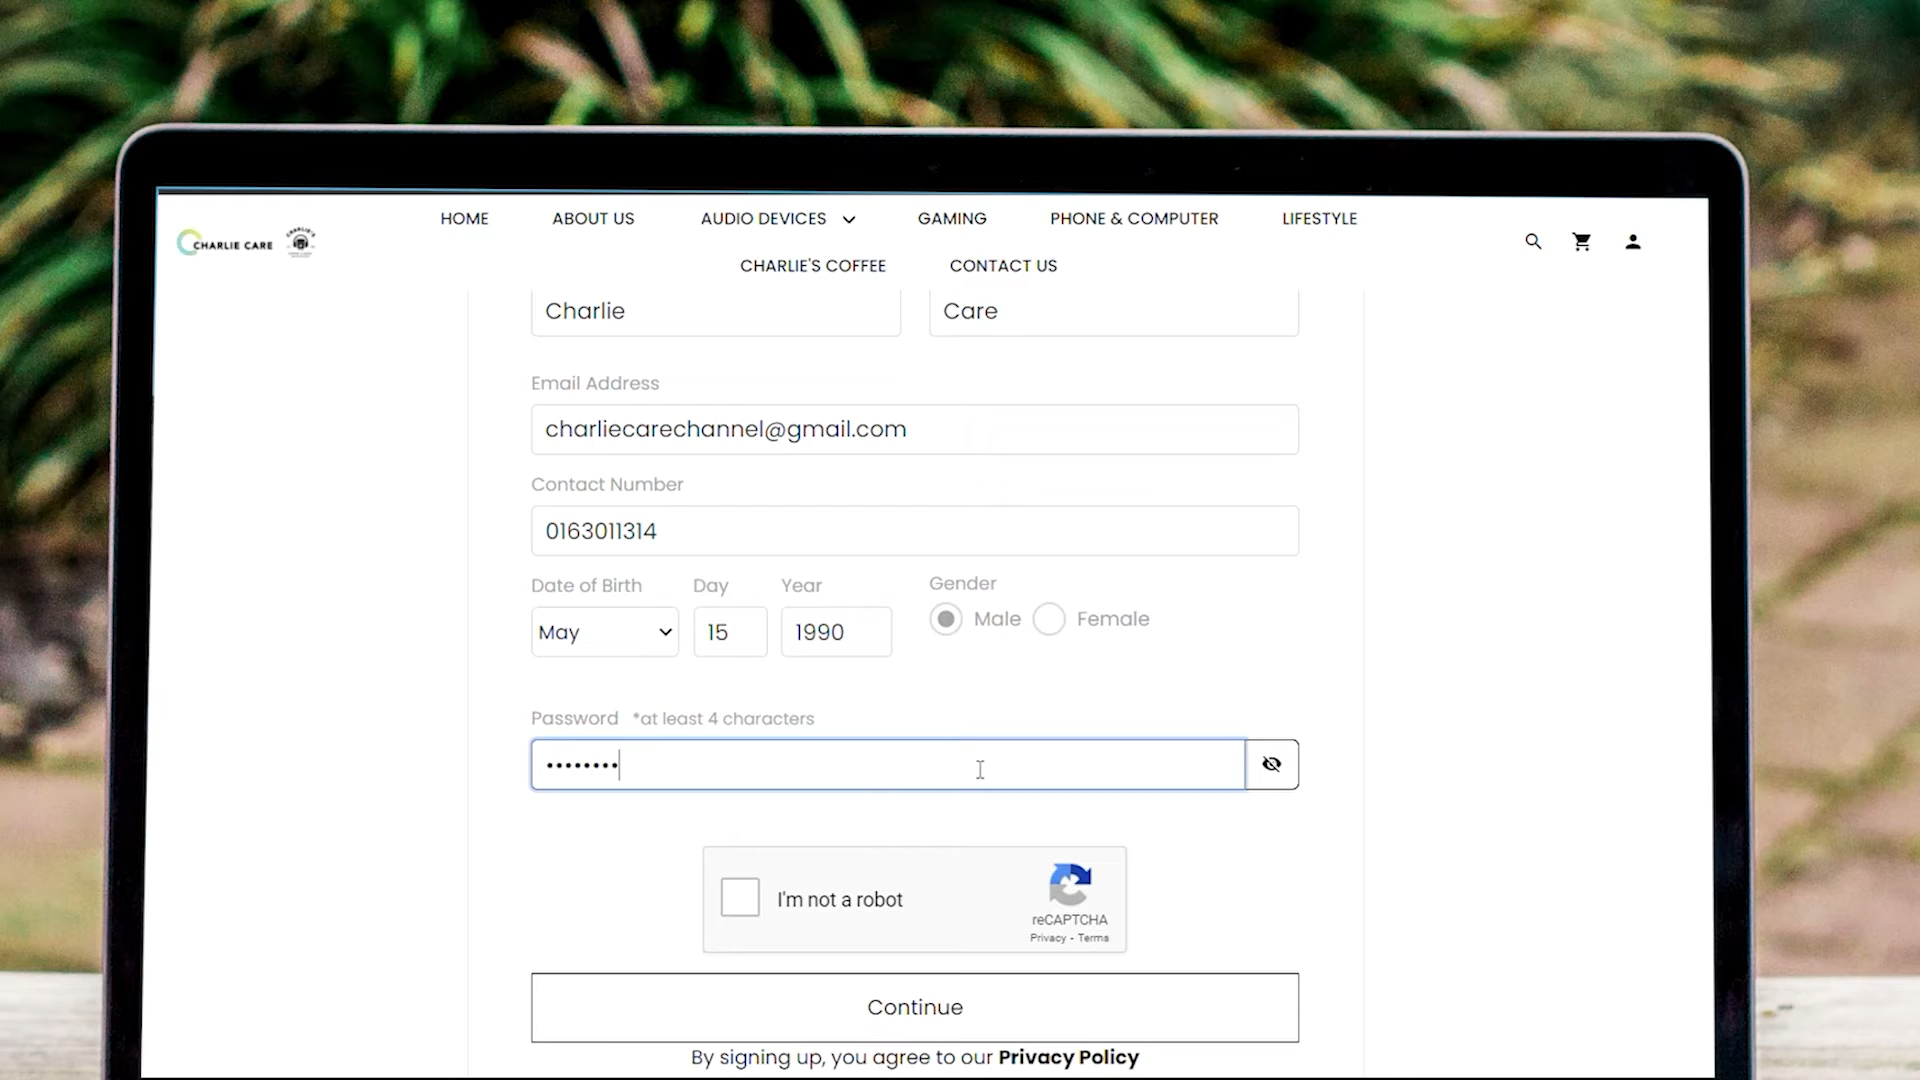 HOME ABOUT US AUDIO DEVICES GAMING PHONE & COMPUTER LIFESTYLE
CHARLIE CARE
CHARLIE'S COFFEE CONTACT US
Charlie Care
Email Address
charliecarechannel@gmail.com
Contact Number
0163011314
Date of Birth Day Year Gender
May 15 1990 Male Female
Password *at least 4 characters
••••••••
I'm not a robot
reCAPTCHA
Privacy - Terms
Continue
By signing up, you agree to our Privacy Policy